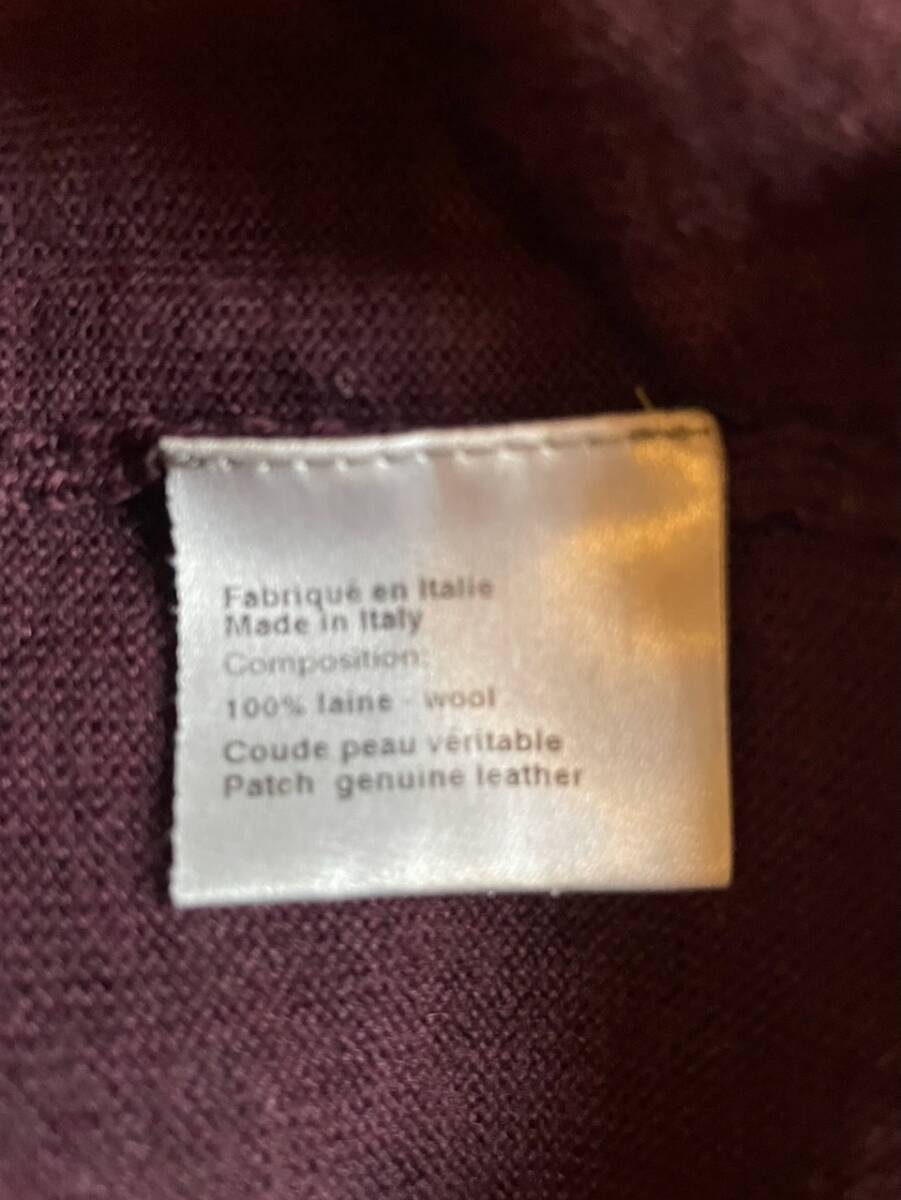 Fabriqué en Italie
Made in Italy
Composition:
100% laine - wool
Coude peau véritable
Patch genuine leather